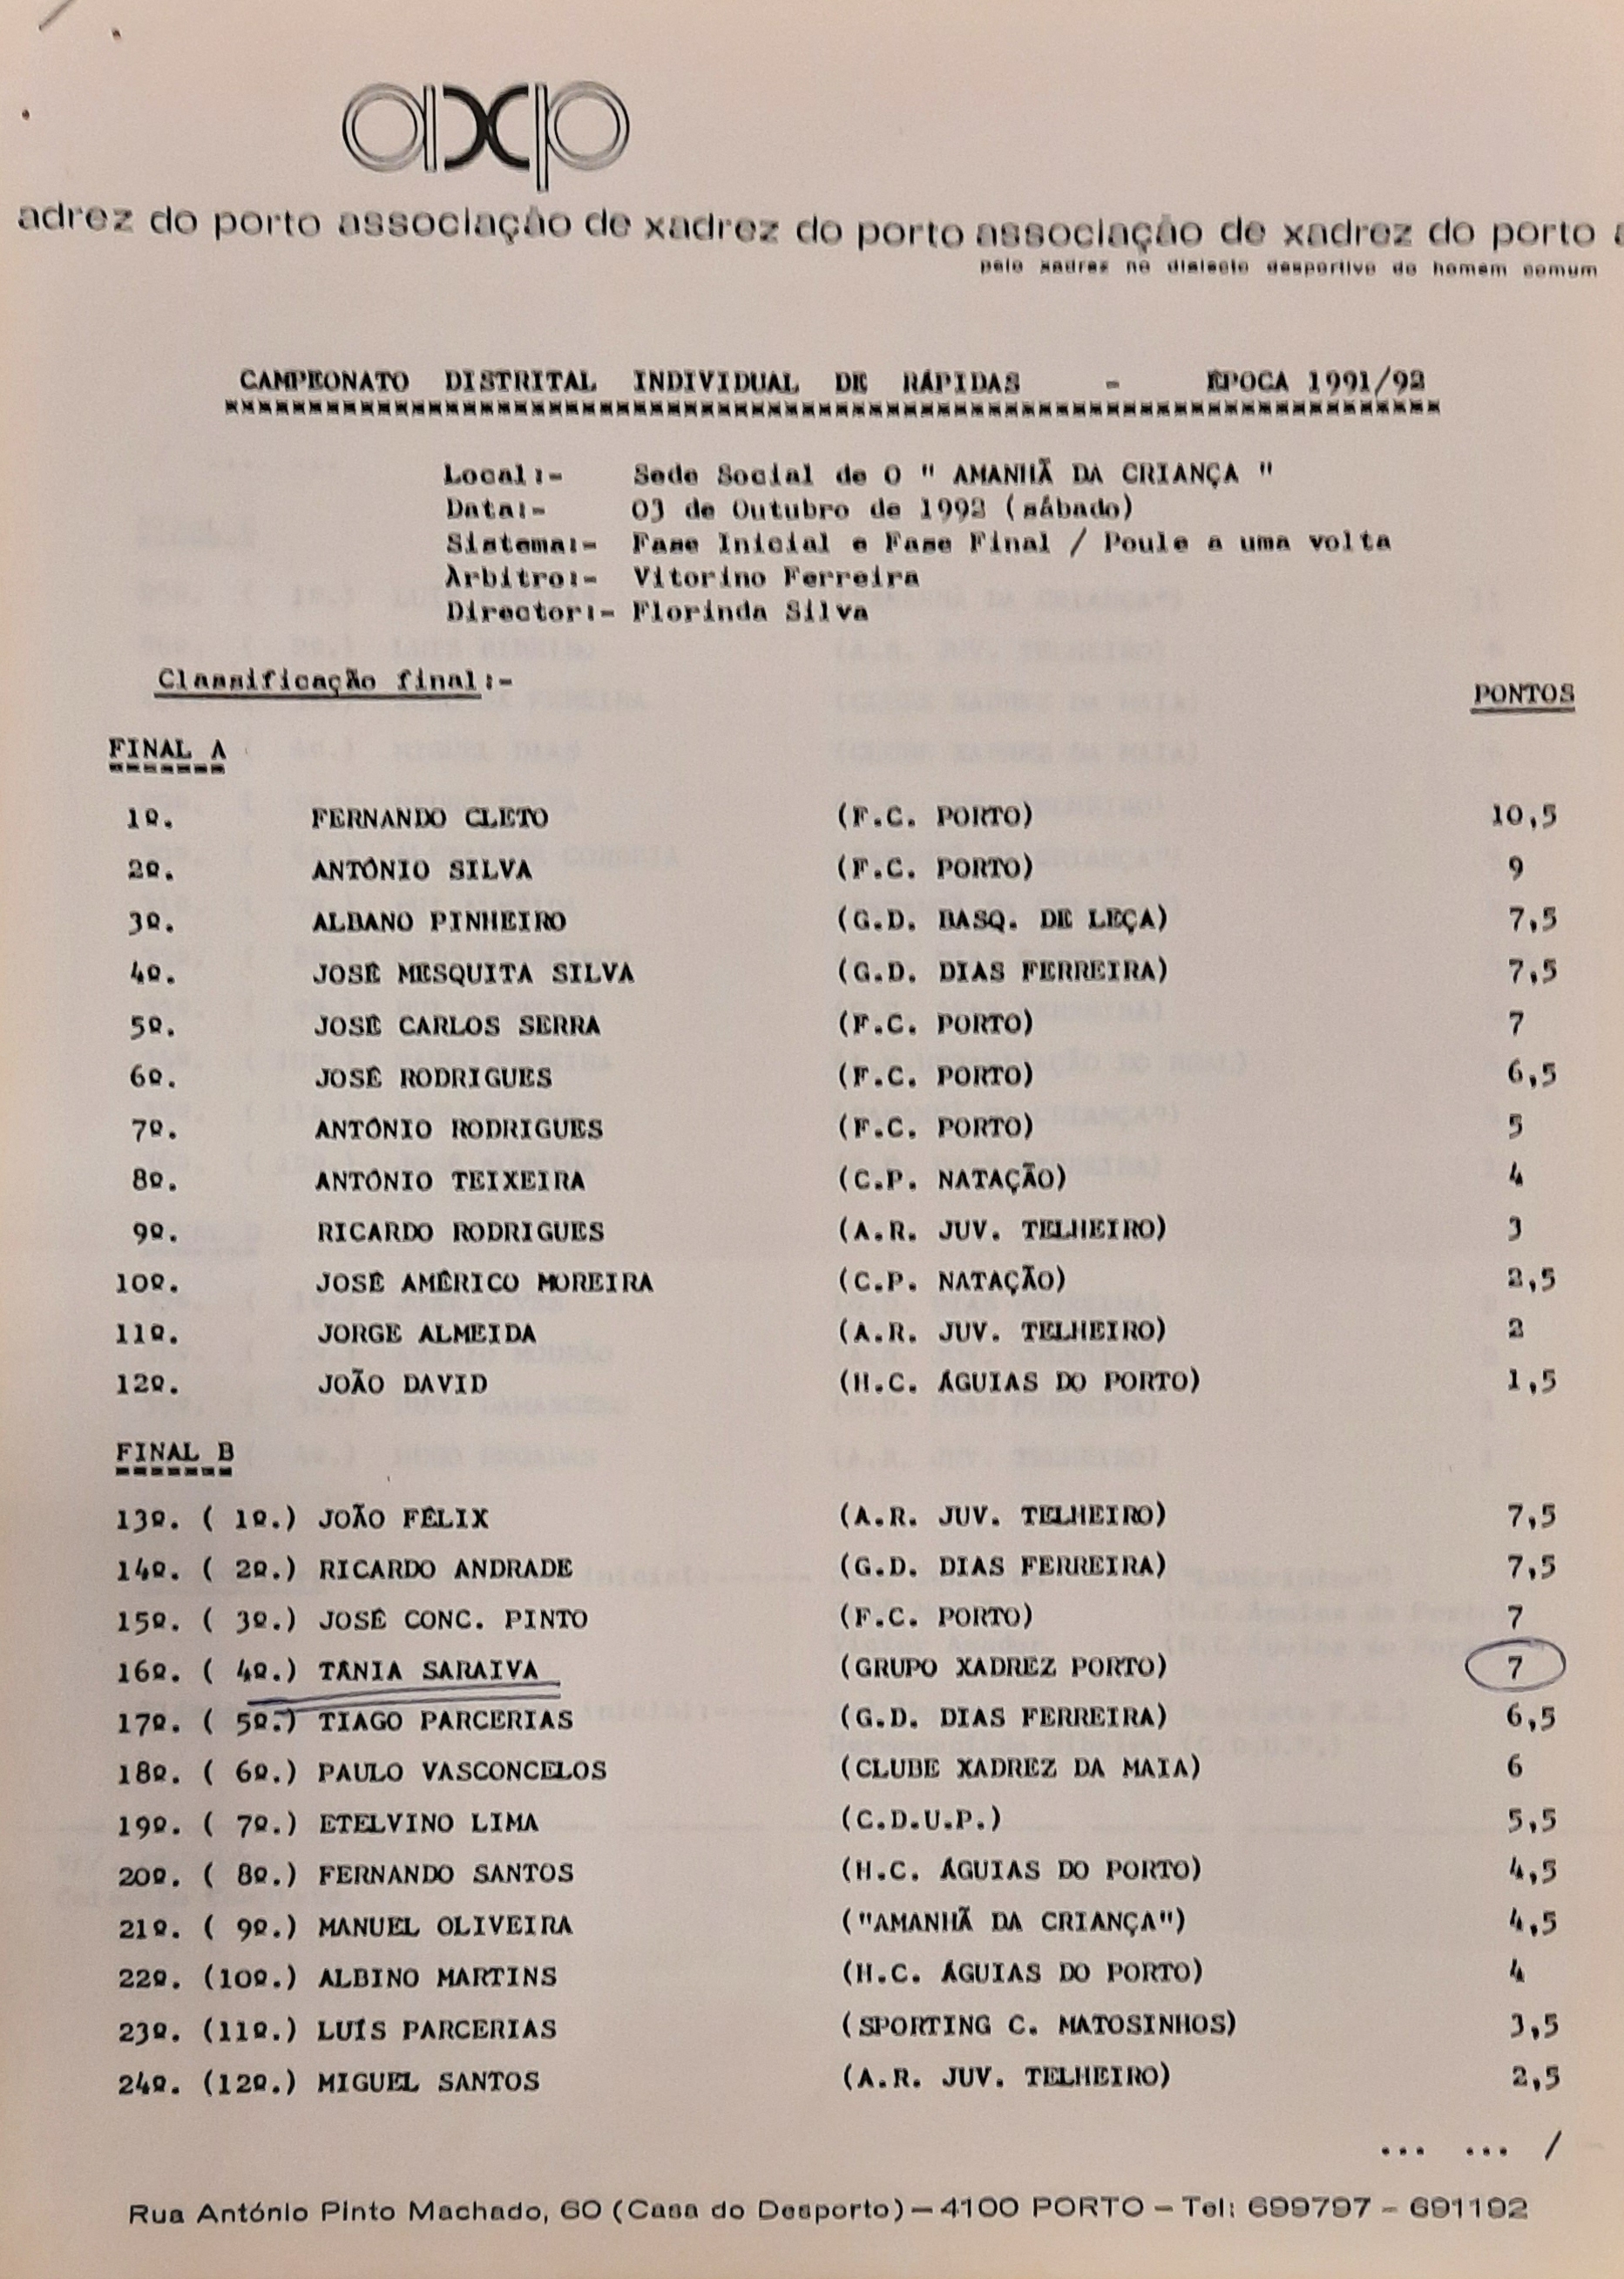 axp
adrez do porto associação de xadrez do porto associação de xadrez do porto a
pelo xadrez no dialecto desportivo do homem comum
CAMPEONATO DISTRITAL INDIVIDUAL DE RÁPIDAS - ÉPOCA 1991/92
Local:- Sede Social de O " AMANHÃ DA CRIANÇA "
Data:- 03 de Outubro de 1992 (sábado)
Sistema:- Fase Inicial e Fase Final / Poule a uma volta
Àrbitro:- Vitorino Ferreira
Director:- Florinda Silva
Classificação final:-
PONTOS
FINAL A
1º. FERNANDO CLETO (F.C. PORTO) 10,5
2º. ANTÓNIO SILVA (F.C. PORTO) 9
3º. ALBANO PINHEIRO (G.D. BASQ. DE LEÇA) 7,5
4º. JOSÉ MESQUITA SILVA (G.D. DIAS FERREIRA) 7,5
5º. JOSÉ CARLOS SERRA (F.C. PORTO) 7
6º. JOSÉ RODRIGUES (F.C. PORTO) 6,5
7º. ANTÓNIO RODRIGUES (F.C. PORTO) 5
8º. ANTÓNIO TEIXEIRA (C.P. NATAÇÃO) 4
9º. RICARDO RODRIGUES (A.R. JUV. TELHEIRO) 3
10º. JOSÉ AMÉRICO MOREIRA (C.P. NATAÇÃO) 2,5
11º. JORGE ALMEIDA (A.R. JUV. TELHEIRO) 2
12º. JOÃO DAVID (H.C. ÁGUIAS DO PORTO) 1,5
FINAL B
13º. ( 1º.) JOÃO FÉLIX (A.R. JUV. TELHEIRO) 7,5
14º. ( 2º.) RICARDO ANDRADE (G.D. DIAS FERREIRA) 7,5
15º. ( 3º.) JOSÉ CONC. PINTO (F.C. PORTO) 7
16º. ( 4º.) TÂNIA SARAIVA (GRUPO XADREZ PORTO) 7
17º. ( 5º.) TIAGO PARCERIAS (G.D. DIAS FERREIRA) 6,5
18º. ( 6º.) PAULO VASCONCELOS (CLUBE XADREZ DA MAIA) 6
19º. ( 7º.) ETELVINO LIMA (C.D.U.P.) 5,5
20º. ( 8º.) FERNANDO SANTOS (H.C. ÁGUIAS DO PORTO) 4,5
21º. ( 9º.) MANUEL OLIVEIRA ("AMANHÃ DA CRIANÇA") 4,5
22º. (10º.) ALBINO MARTINS (H.C. ÁGUIAS DO PORTO) 4
23º. (11º.) LUÍS PARCERIAS (SPORTING C. MATOSINHOS) 3,5
24º. (12º.) MIGUEL SANTOS (A.R. JUV. TELHEIRO) 2,5
... ... /
Rua António Pinto Machado, 60 (Casa do Desporto) – 4100 PORTO – Tel: 699797 - 691192